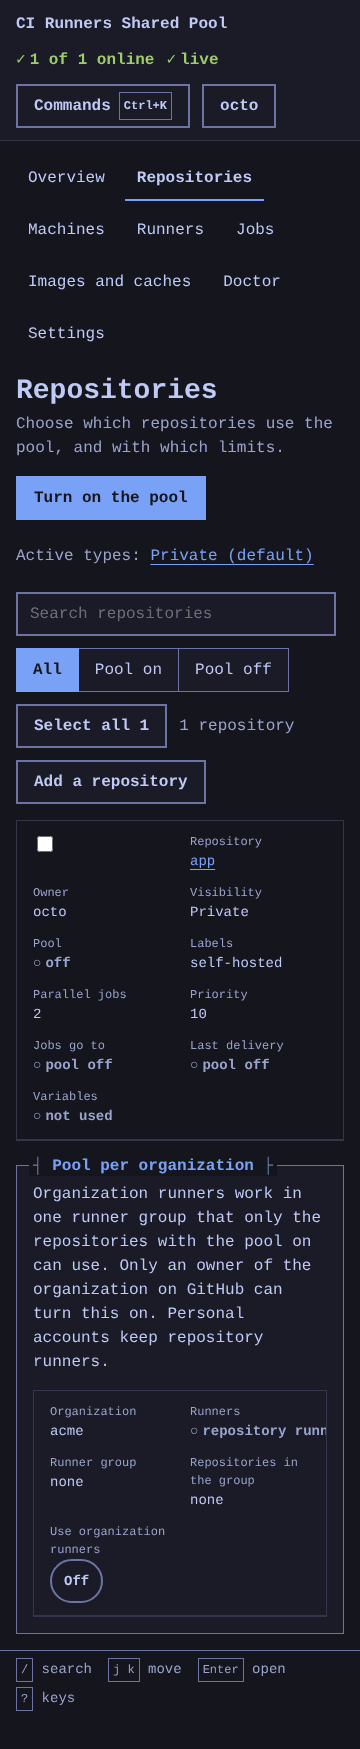 CI Runners Shared Pool
✓ 1 of 1 online ✓ live
Commands Ctrl+K octo
Overview Repositories
Machines Runners Jobs
Images and caches Doctor
Settings
Repositories
Choose which repositories use the
pool, and with which limits.
Turn on the pool
Active types: Private (default)
Search repositories
All Pool on Pool off
Select all 1 1 repository
Add a repository
Repository
app
Owner Visibility
octo Private
Pool Labels
○ off self-hosted
Parallel jobs Priority
2 10
Jobs go to Last delivery
○ pool off ○ pool off
Variables
○ not used
┤ Pool per organization ├
Organization runners work in
one runner group that only the
repositories with the pool on
can use. Only an owner of the
organization on GitHub can
turn this on. Personal
accounts keep repository
runners.
Organization Runners
acme ○ repository runn
Runner group Repositories in
none the group
none
Use organization
runners
Off
/ search j k move Enter open
? keys